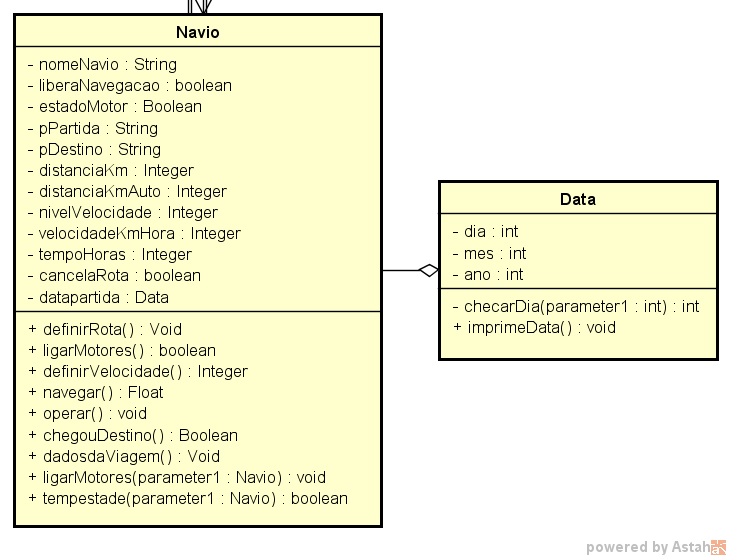 Navio
- nomeNavio : String
- liberaNavegacao : boolean
- estadoMotor : Boolean
- pPartida : String
- pDestino : String
- distanciaKm : Integer
- distanciaKmAuto : Integer
- nivelVelocidade : Integer
- velocidadeKmHora : Integer
- tempoHoras : Integer
- cancelaRota : boolean
- datapartida : Data
+ definirRota() : Void
+ ligarMotores() : boolean
+ definirVelocidade() : Integer
+ navegar() : Float
+ operar() : void
+ chegouDestino() : Boolean
+ dadosdaViagem() : Void
+ ligarMotores(parameter1 : Navio) : void
+ tempestade(parameter1 : Navio) : boolean
Data
- dia : int
- mes : int
- ano : int
- checarDia(parameter1 : int) : int
+ imprimeData() : void
powered by Astah